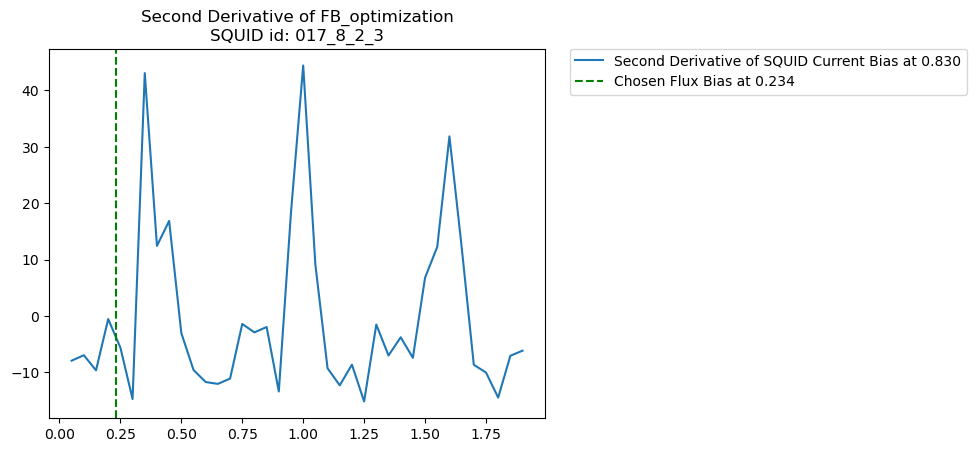 Second Derivative of FB_optimization
SQUID id: 017_8_2_3
Second Derivative of SQUID Current Bias at 0.830
Chosen Flux Bias at 0.234
40
30
20
10
0
−10
0.00 0.25 0.50 0.75 1.00 1.25 1.50 1.75